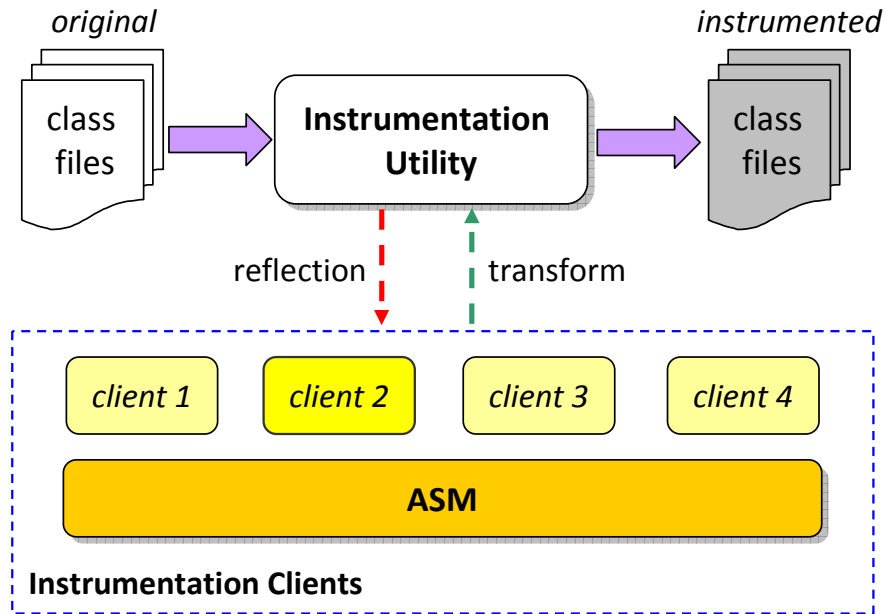 original
instrumented
class
files
Instrumentation
Utility
class
files
reflection
transform
client 1
client 2
client 3
client 4
ASM
Instrumentation Clients